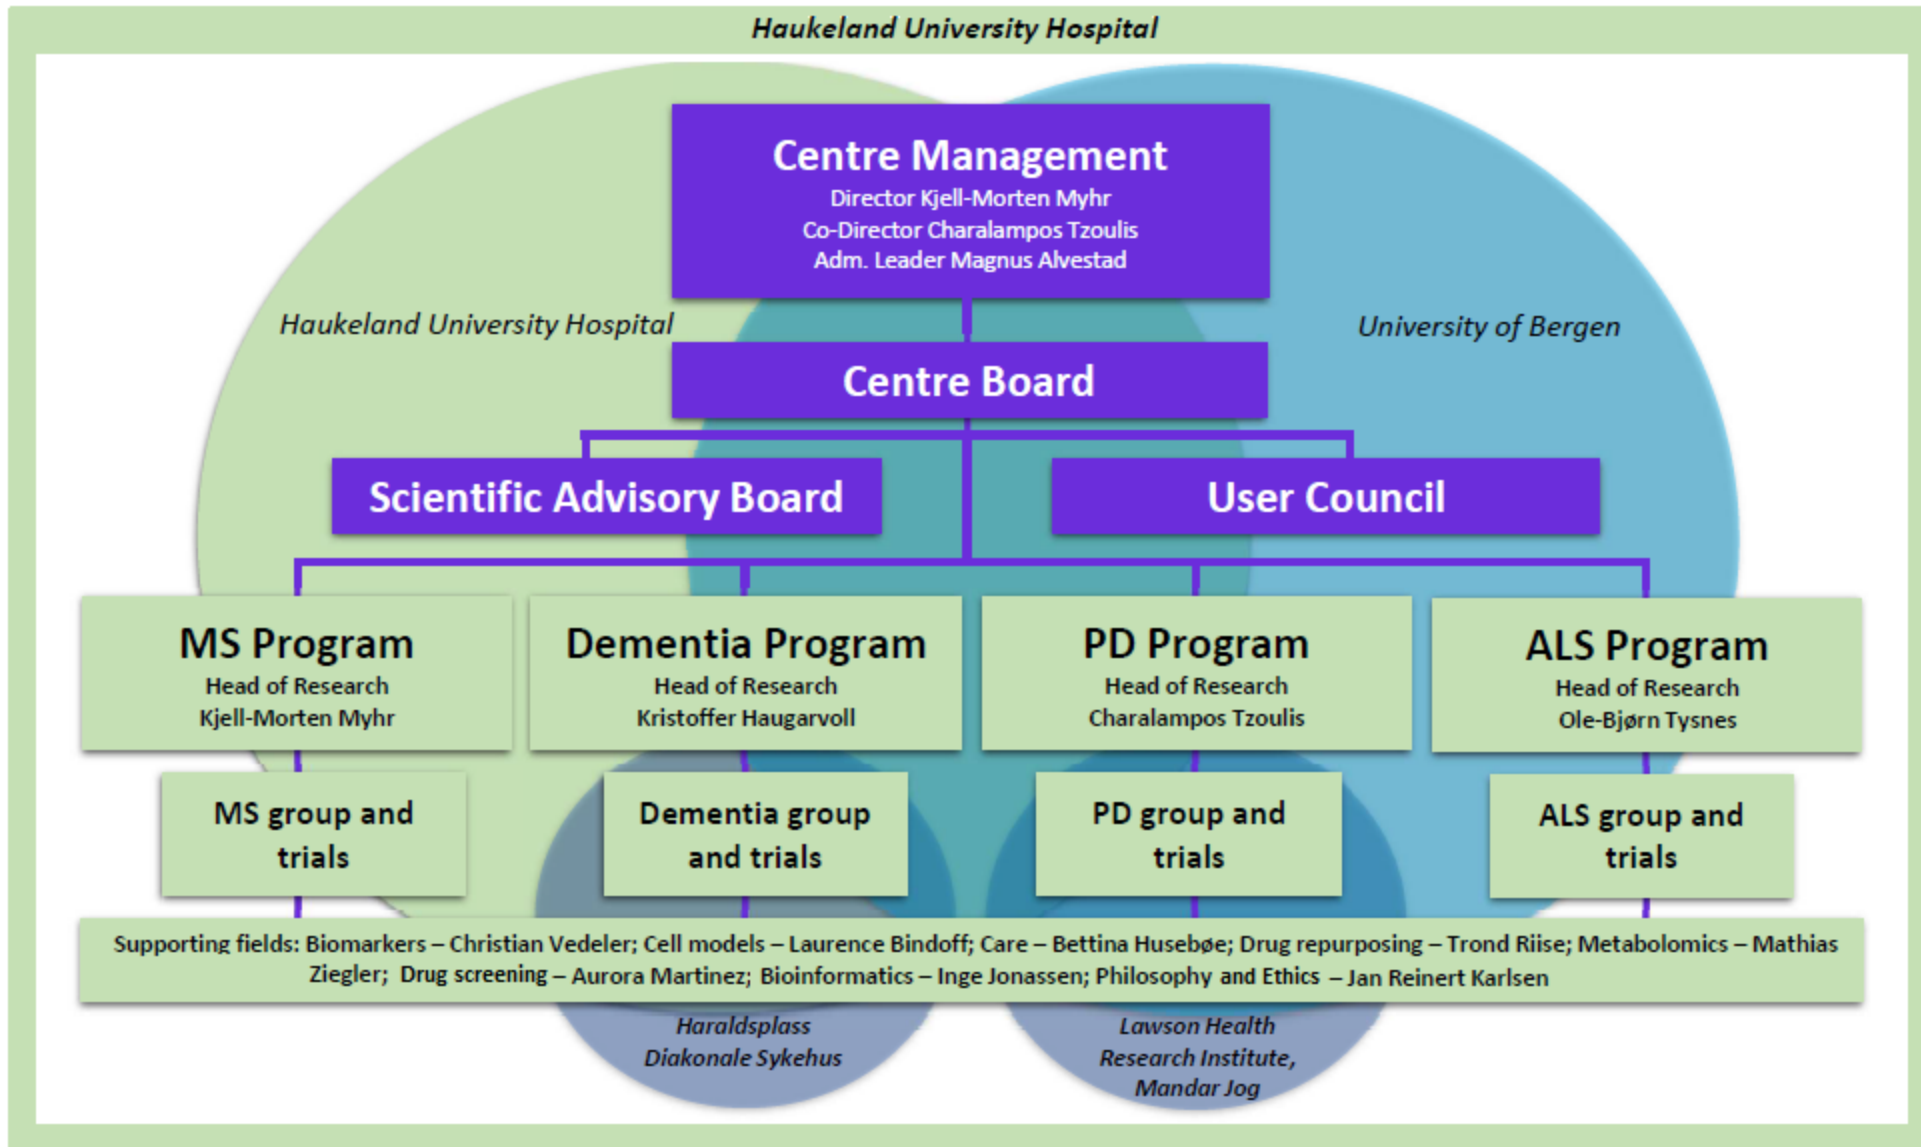 Haukeland University Hospital
Centre Management
Director Kjell-Morten Myhr
Co-Director Charalampos Tzoulis
Adm. Leader Magnus Alvestad
Haukeland University Hospital
University of Bergen
Centre Board
Scientific Advisory Board
User Council
MS Program
Head of Research
Kjell-Morten Myhr
Dementia Program
Head of Research
Kristoffer Haugarvoll
PD Program
Head of Research
Charalampos Tzoulis
ALS Program
Head of Research
Ole-Bjørn Tysnes
MS group and
trials
Dementia group
and trials
PD group and
trials
ALS group and
trials
Supporting fields: Biomarkers – Christian Vedeler; Cell models – Laurence Bindoff; Care – Bettina Husebøe; Drug repurposing – Trond Riise; Metabolomics – Mathias
Ziegler; Drug screening – Aurora Martinez; Bioinformatics – Inge Jonassen; Philosophy and Ethics – Jan Reinert Karlsen
Haraldsplass
Diakonale Sykehus
Lawson Health
Research Institute,
Mandar Jog